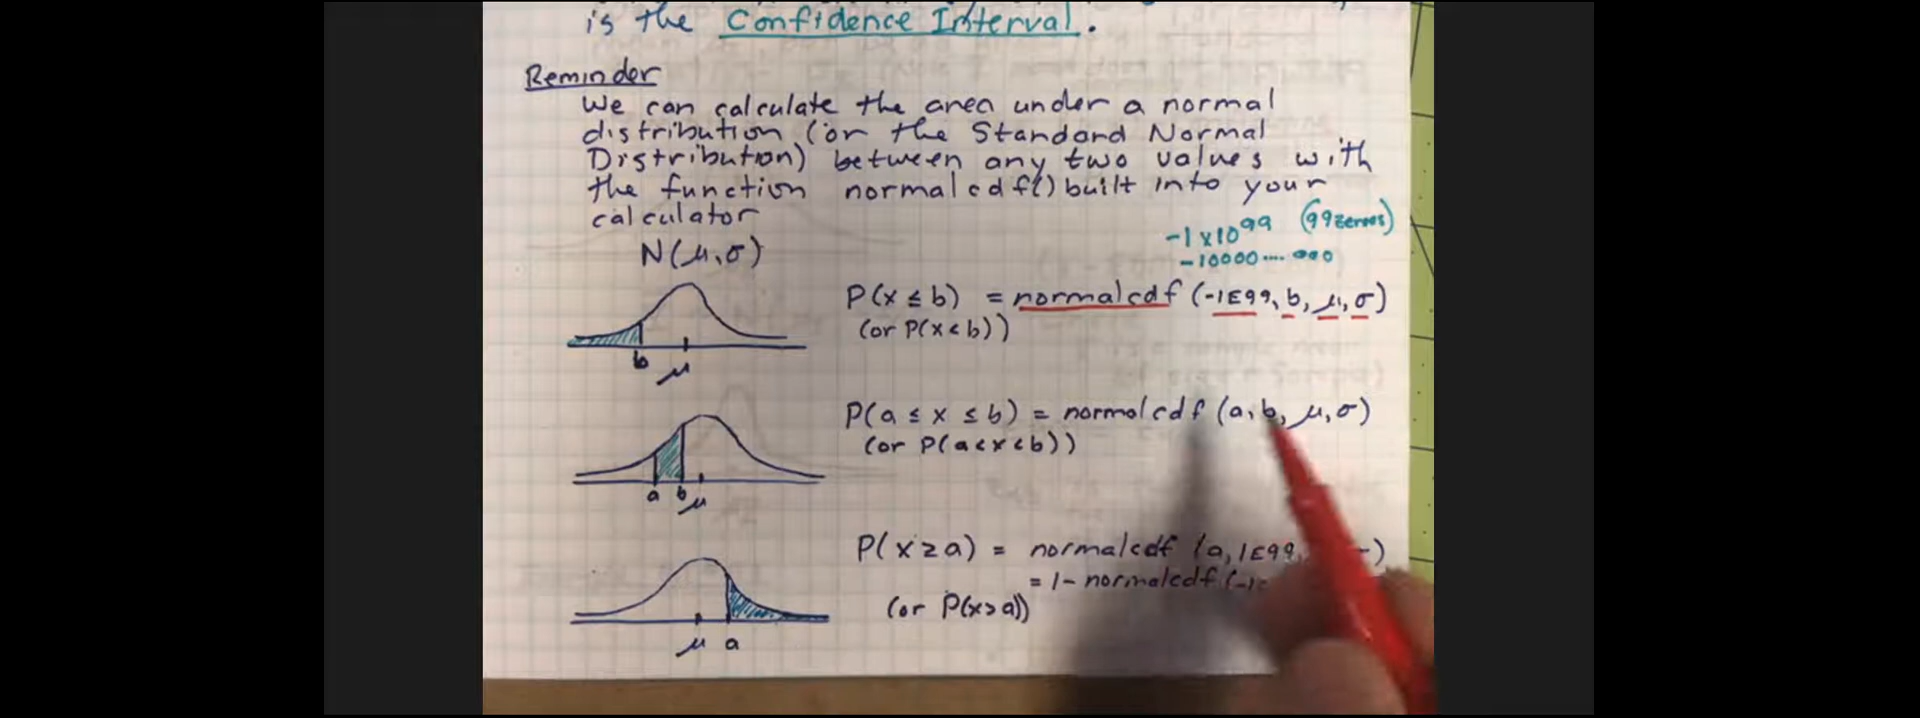 is the Confidence Interval.
Reminder
We can calculate the area under a normal
distribution (or the Standard Normal
Distribution) between any two values with
the function normalcdf() built into your
calculator
-1x10^99 (99 zeroes)
-10000....000
N(μ,σ)
P(x ≤ b) = normalcdf (-1E99, b, μ, σ)
(or P(x < b))
b
μ
P(a ≤ x ≤ b) = normalcdf (a, b, μ, σ)
(or P(a<x<b))
a b
μ
P(x ≥ a) = normalcdf (a, 1E99,
= 1- normalcdf (-1
(or P(x>a))
μ a